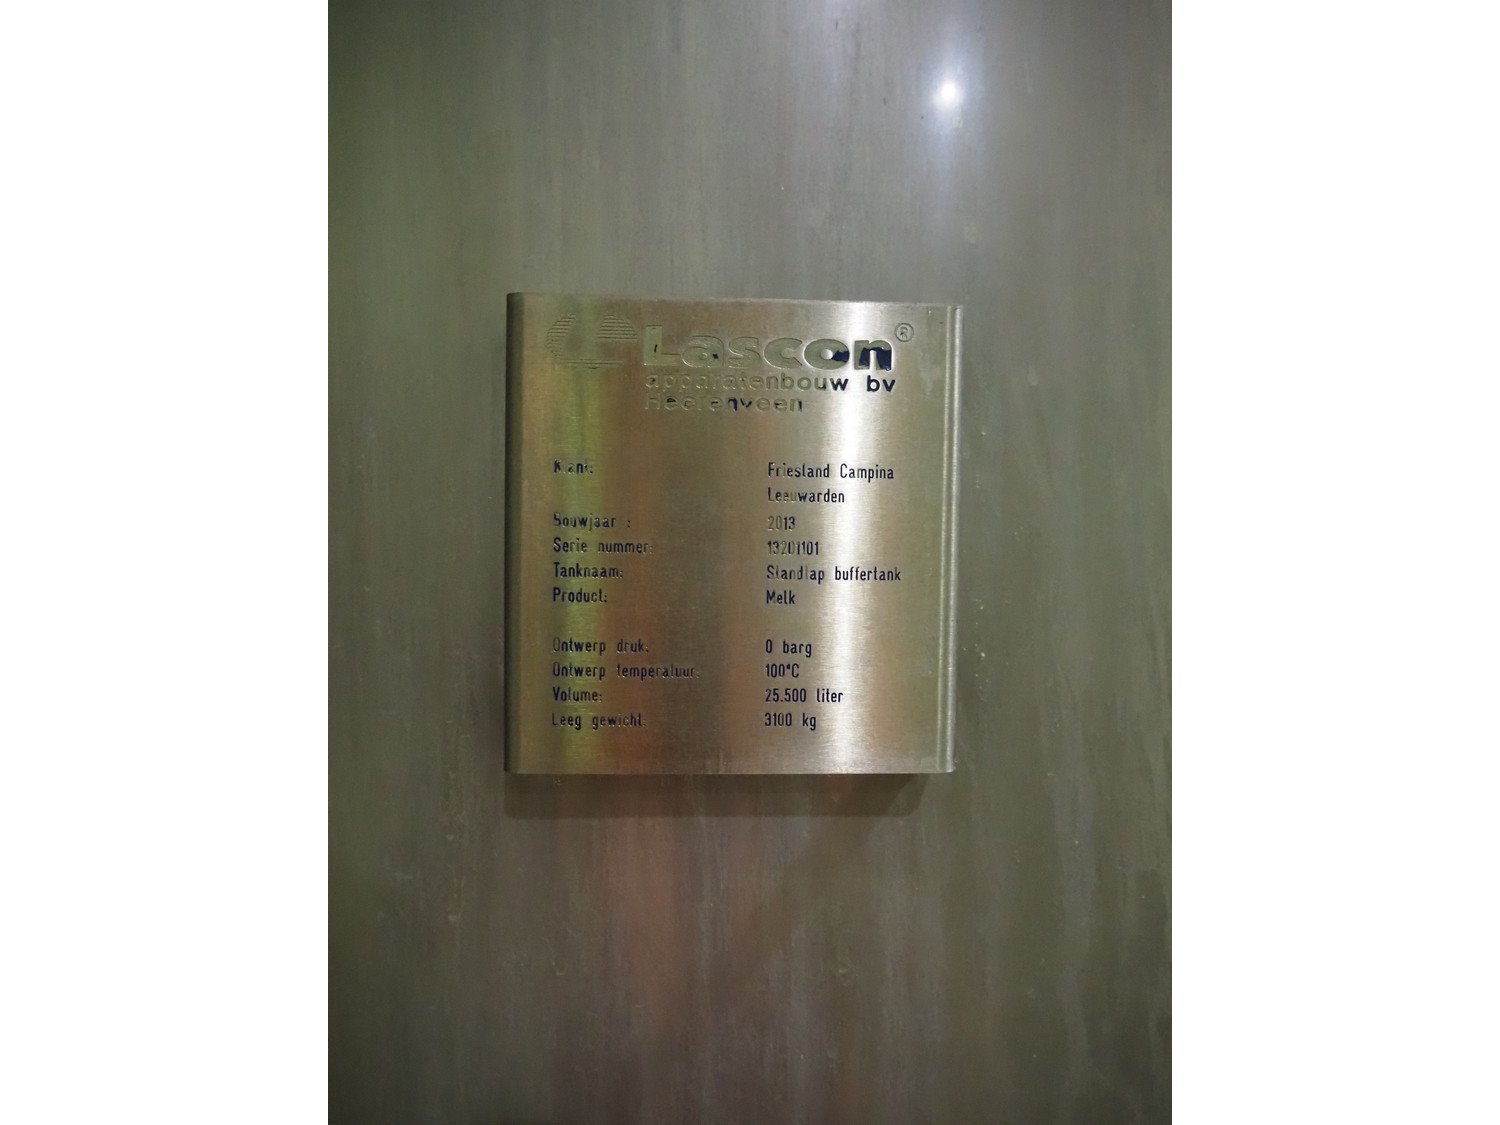 Lascon®
apparatenbouw bv
Heerenveen
Klant: Friesland Campina
Leeuwarden
Bouwjaar : 2013
Serie nummer: 13201101
Tanknaam: Standlap buffertank
Product: Melk
Ontwerp druk: 0 barg
Ontwerp temperatuur: 100°C
Volume: 25.500 liter
Leeg gewicht: 3100 kg